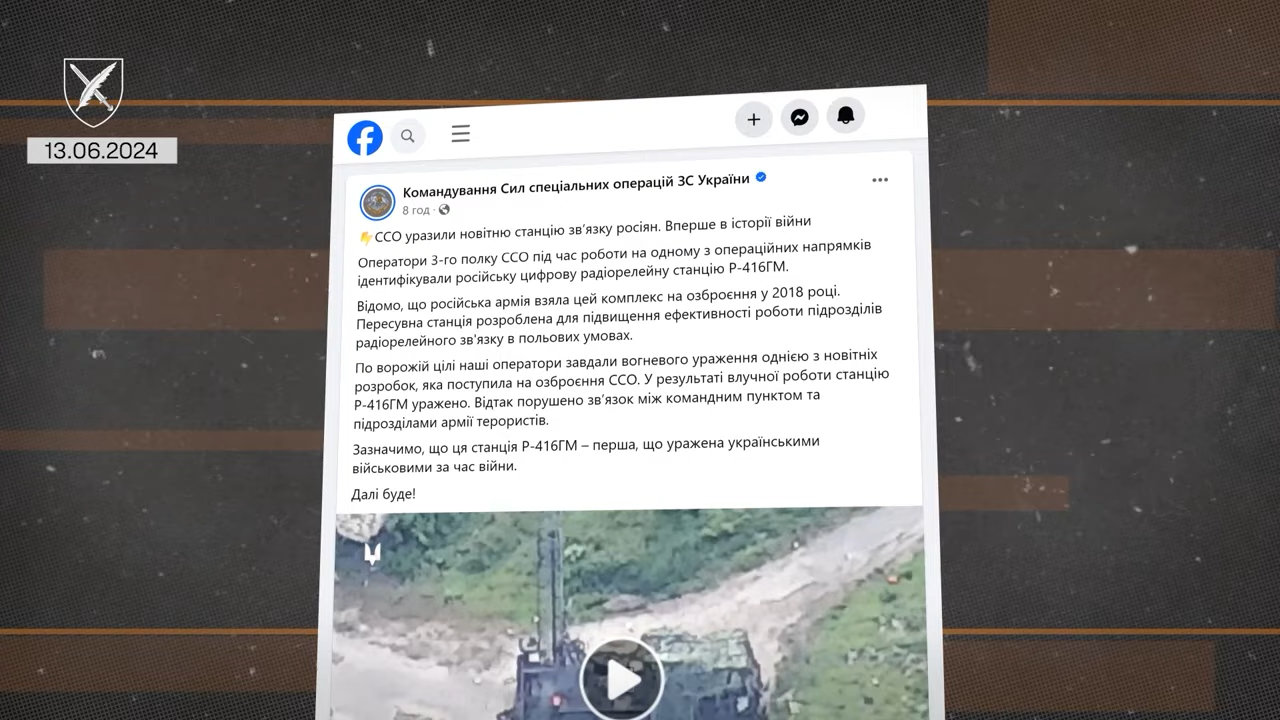 13.06.2024
Командування Сил спеціальних операцій ЗС України
8 год ·
ССО уразили новітню станцію зв’язку росіян. Вперше в історії війни
Оператори 3-го полку ССО під час роботи на одному з операційних напрямків
ідентифікували російську цифрову радіорелейну станцію Р-416ГМ.
Відомо, що російська армія взяла цей комплекс на озброєння у 2018 році.
Пересувна станція розроблена для підвищення ефективності роботи підрозділів
радіорелейного зв'язку в польових умовах.
По ворожій цілі наші оператори завдали вогневого ураження однією з новітніх
розробок, яка поступила на озброєння ССО. У результаті влучної роботи станцію
Р-416ГМ уражено. Відтак порушено зв’язок між командним пунктом та
підрозділами армії терористів.
Зазначимо, що ця станція Р-416ГМ – перша, що уражена українськими
військовими за час війни.
Далі буде!